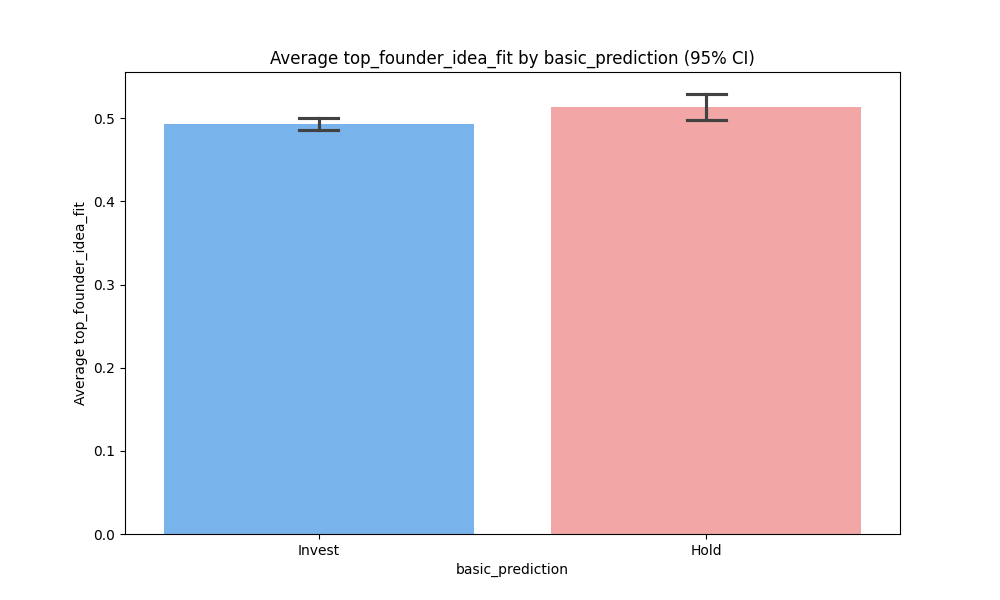 Average top_founder_idea_fit by basic_prediction (95% CI)
Average top_founder_idea_fit
0.5
0.4
0.3
0.2
0.1
0.0
Invest
Hold
basic_prediction